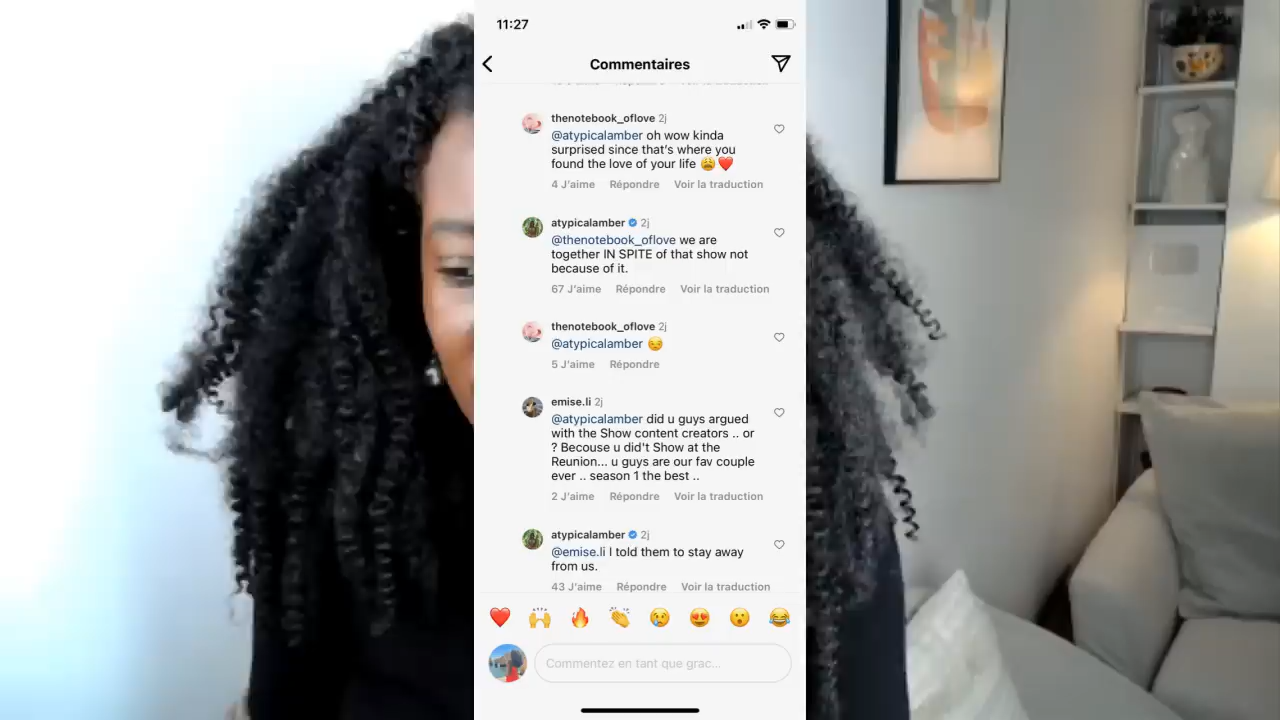 11:27
Commentaires
thenotebook_oflove 2j
@atypicalamber oh wow kinda
surprised since that's where you
found the love of your life 😩❤️
4 J'aime Répondre Voir la traduction
atypicalamber 2j
@thenotebook_oflove we are
together IN SPITE of that show not
because of it.
67 J'aime Répondre Voir la traduction
thenotebook_oflove 2j
@atypicalamber 😒
5 J'aime Répondre
emise.li 2j
@atypicalamber did u guys argued
with the Show content creators .. or
? Becouse u did't Show at the
Reunion... u guys are our fav couple
ever .. season 1 the best ..
2 J'aime Répondre Voir la traduction
atypicalamber 2j
@emise.li I told them to stay away
from us.
43 J'aime Répondre Voir la traduction
Commentez en tant que grac...